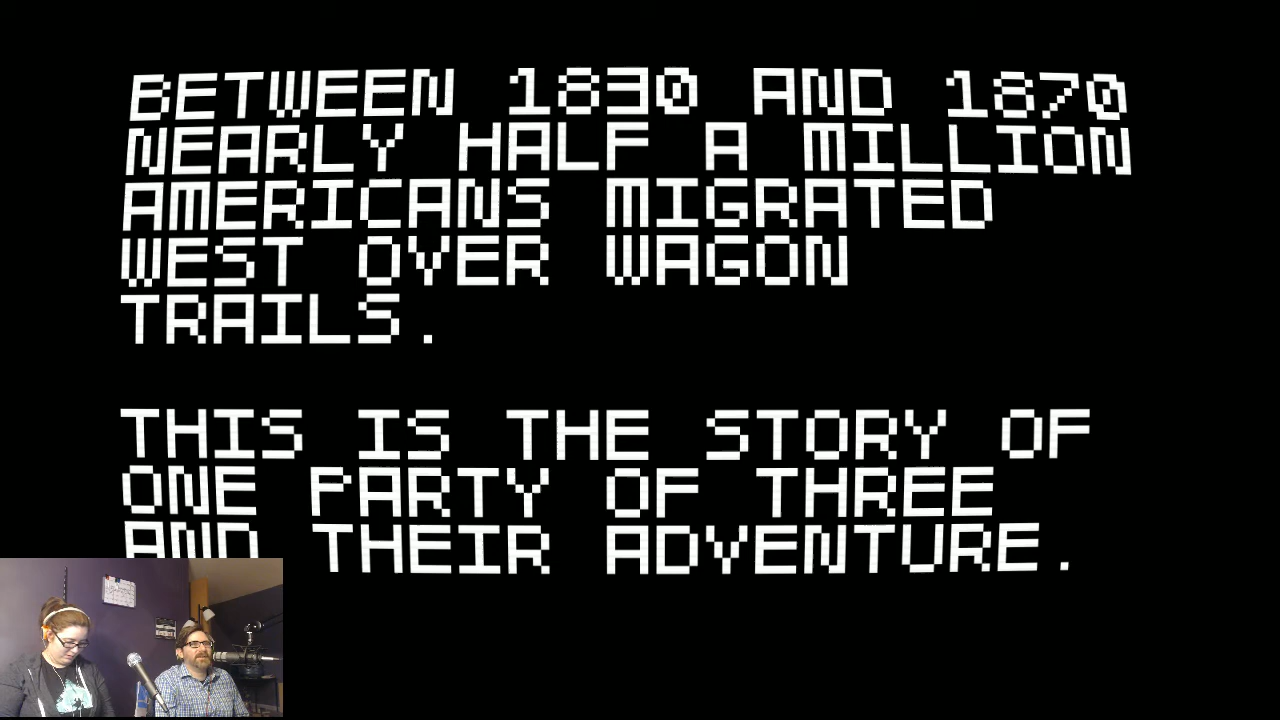 BETWEEN 1830 AND 1870
NEARLY HALF A MILLION
AMERICANS MIGRATED
WEST OVER WAGON
TRAILS.
THIS IS THE STORY OF
ONE PARTY OF THREE
AND THEIR ADVENTURE.